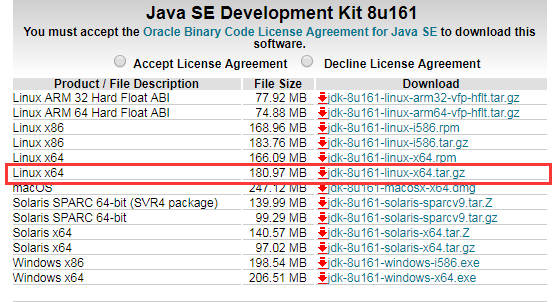 Java SE Development Kit 8u161
You must accept the Oracle Binary Code License Agreement for Java SE to download this
software.
Accept License Agreement Decline License Agreement
Product / File Description File Size Download
Linux ARM 32 Hard Float ABI 77.92 MB jdk-8u161-linux-arm32-vfp-hflt.tar.gz
Linux ARM 64 Hard Float ABI 74.88 MB jdk-8u161-linux-arm64-vfp-hflt.tar.gz
Linux x86 168.96 MB jdk-8u161-linux-i586.rpm
Linux x86 183.76 MB jdk-8u161-linux-i586.tar.gz
Linux x64 166.09 MB jdk-8u161-linux-x64.rpm
Linux x64 180.97 MB jdk-8u161-linux-x64.tar.gz
macOS 247.12 MB jdk-8u161-macosx-x64.dmg
Solaris SPARC 64-bit (SVR4 package) 139.99 MB jdk-8u161-solaris-sparcv9.tar.Z
Solaris SPARC 64-bit 99.29 MB jdk-8u161-solaris-sparcv9.tar.gz
Solaris x64 140.57 MB jdk-8u161-solaris-x64.tar.Z
Solaris x64 97.02 MB jdk-8u161-solaris-x64.tar.gz
Windows x86 198.54 MB jdk-8u161-windows-i586.exe
Windows x64 206.51 MB jdk-8u161-windows-x64.exe